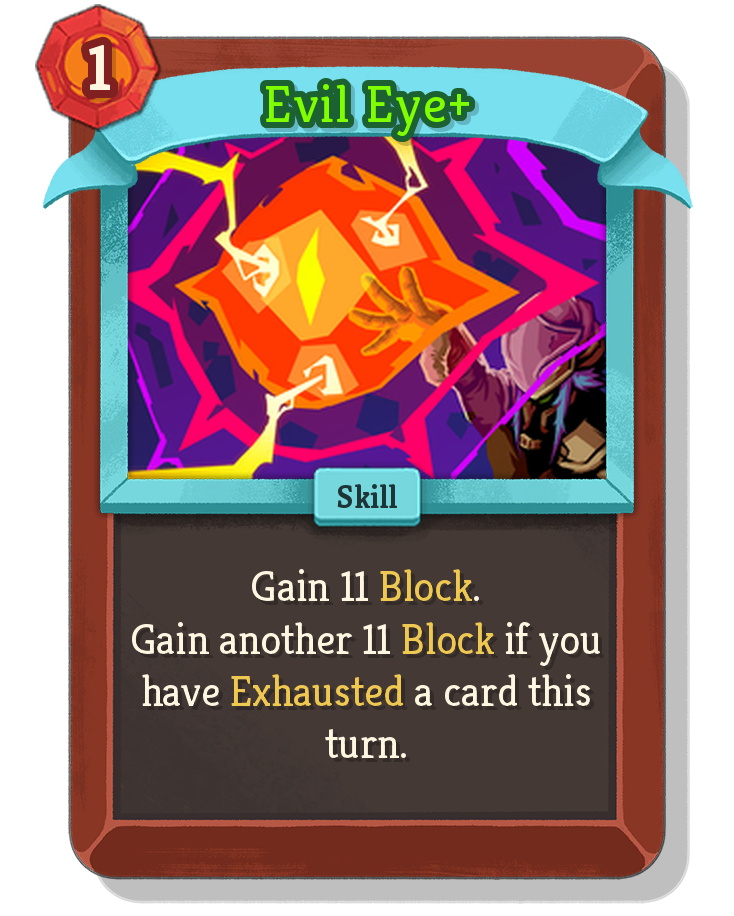 1
Evil Eye+
Skill
Gain 11 Block.
Gain another 11 Block if you
have Exhausted a card this
turn.